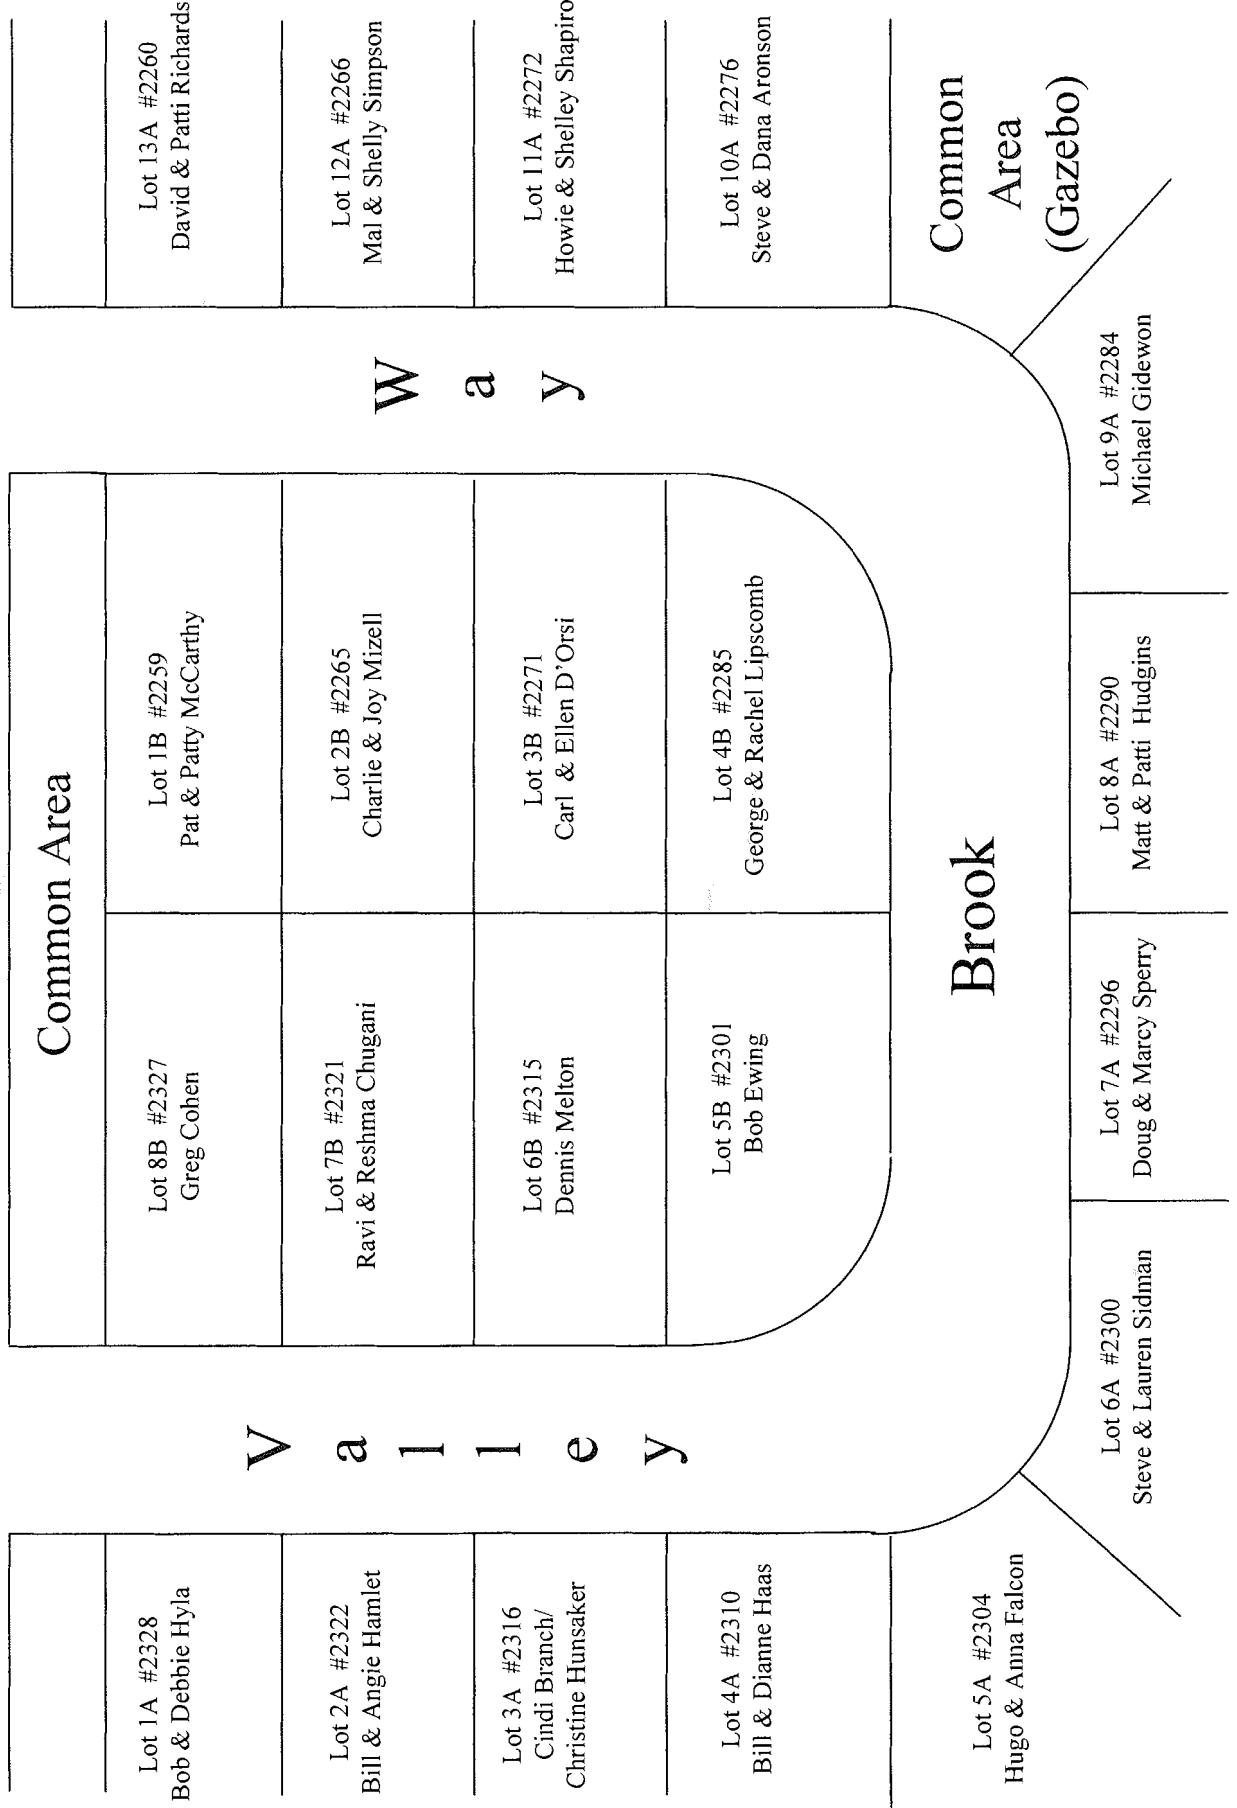 Common Area
Lot 1A #2328
Bob & Debbie Hyla
Lot 8B #2327
Greg Cohen
Lot 1B #2259
Pat & Patty McCarthy
Lot 13A #2260
David & Patti Richards
Lot 2A #2322
Bill & Angie Hamlet
Lot 7B #2321
Ravi & Reshma Chugani
Lot 2B #2265
Charlie & Joy Mizell
Lot 12A #2266
Mal & Shelly Simpson
Lot 3A #2316
Cindi Branch/
Christine Hunsaker
Lot 6B #2315
Dennis Melton
Lot 3B #2271
Carl & Ellen D'Orsi
Lot 11A #2272
Howie & Shelley Shapiro
Lot 4A #2310
Bill & Dianne Haas
Lot 5B #2301
Bob Ewing
Lot 4B #2285
George & Rachel Lipscomb
Lot 10A #2276
Steve & Dana Aronson
Valley
Brook
Way
Common
Area
(Gazebo)
Lot 5A #2304
Hugo & Anna Falcon
Lot 6A #2300
Steve & Lauren Sidman
Lot 7A #2296
Doug & Marcy Sperry
Lot 8A #2290
Matt & Patti Hudgins
Lot 9A #2284
Michael Gidewon